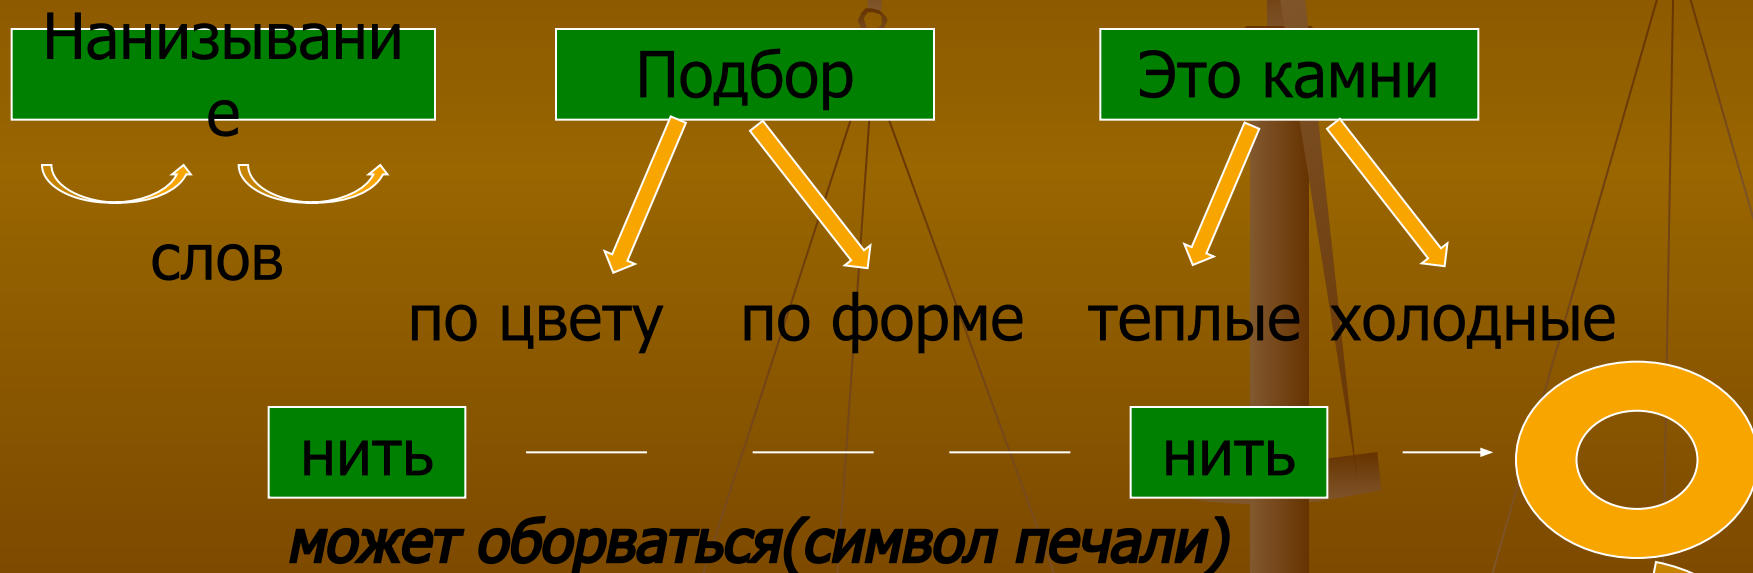 Нанизывани
е
Подбор
Это камни
слов
по цвету
по форме
теплые
холодные
нить
нить
может оборваться(символ печали)